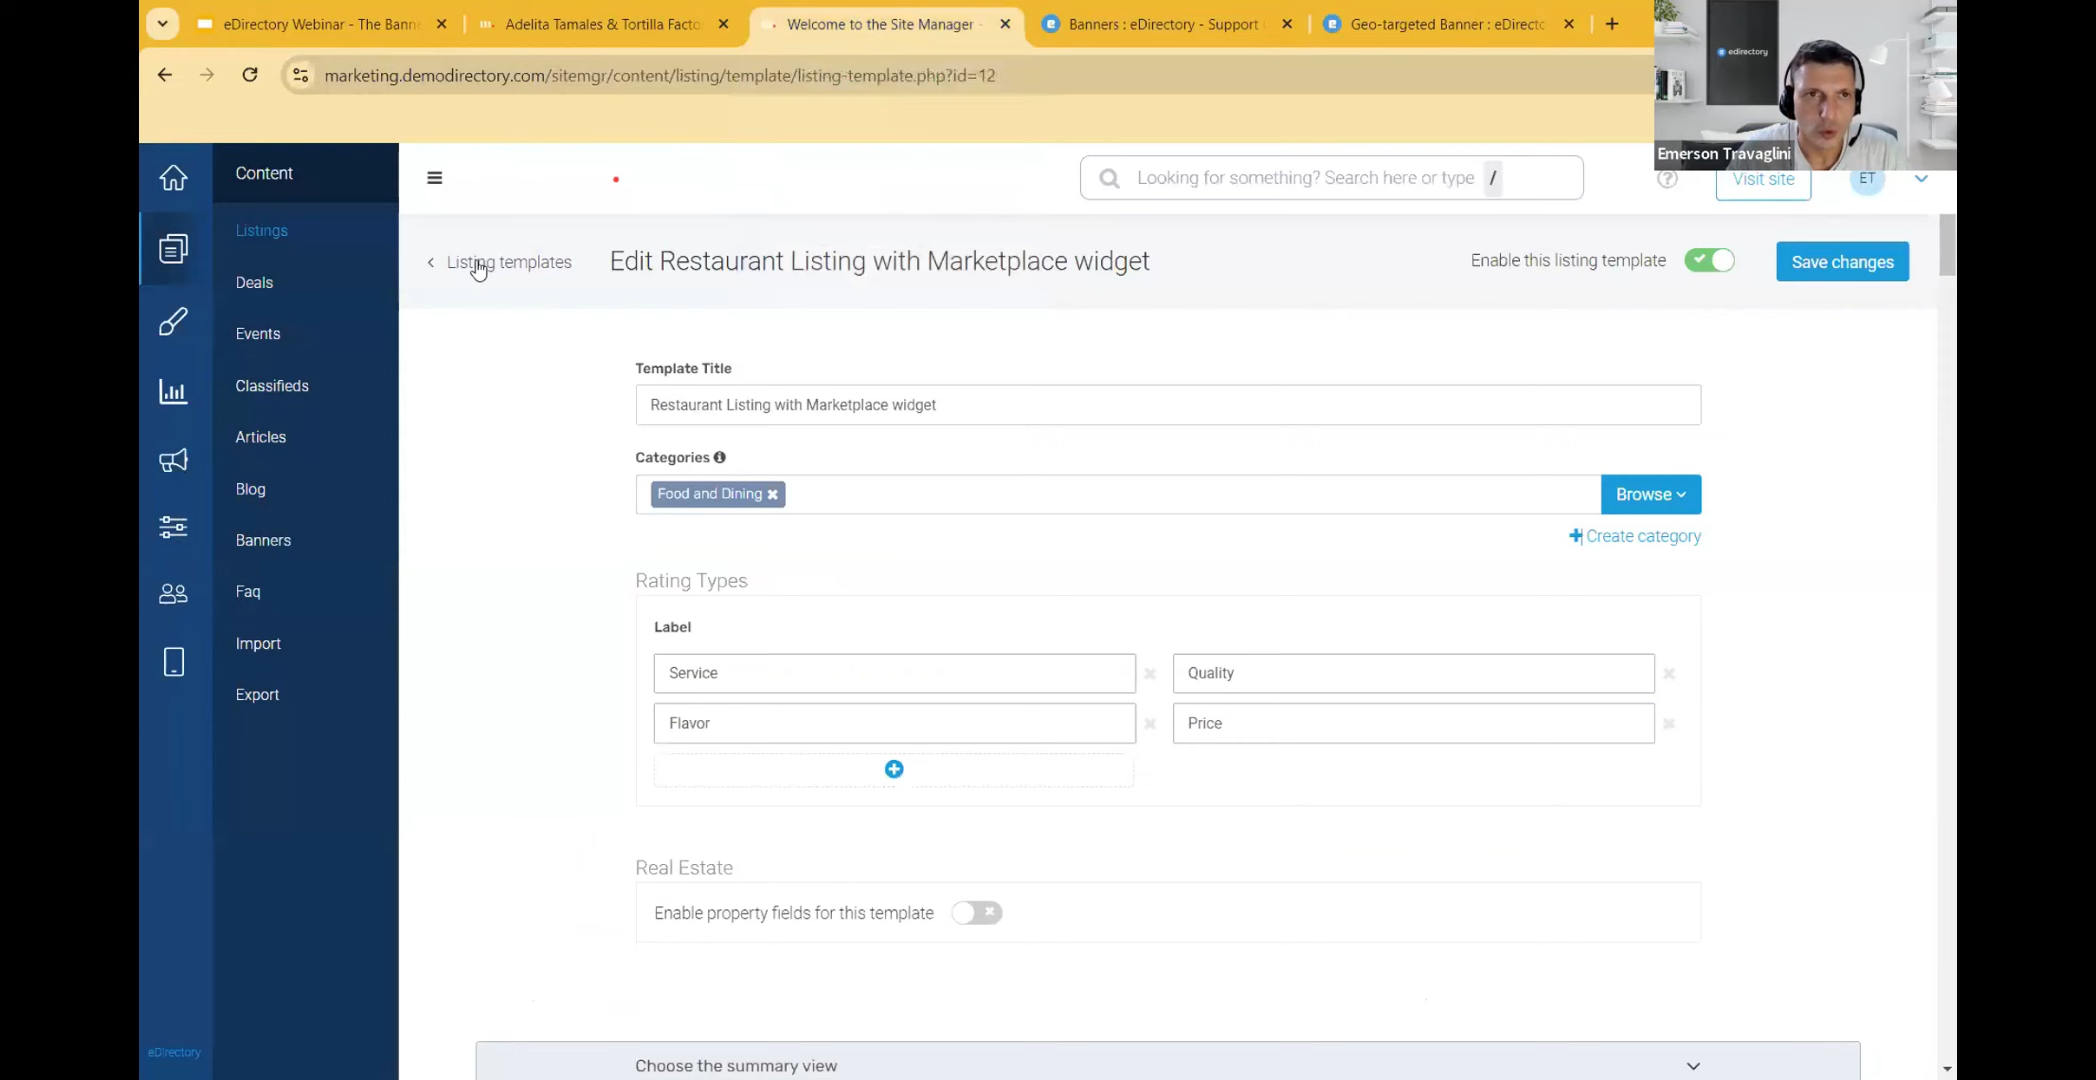 eDirectory Webinar - The Bann
Adelita Tamales & Tortilla Facto
Welcome to the Site Manager -
Banners : eDirectory - Support
Geo-targeted Banner : eDirecto
marketing.demodirectory.com/sitemgr/content/listing/template/listing-template.php?id=12
edirectory
Emerson Travaglini
Content
Looking for something? Search here or type /
Visit site
ET
Listings
Deals
Events
Classifieds
Articles
Blog
Banners
Faq
Import
Export
eDirectory
Listing templates
Edit Restaurant Listing with Marketplace widget
Enable this listing template
Save changes
Template Title
Restaurant Listing with Marketplace widget
Categories
Food and Dining
Browse
Create category
Rating Types
Label
Service
Quality
Flavor
Price
Real Estate
Enable property fields for this template
Choose the summary view